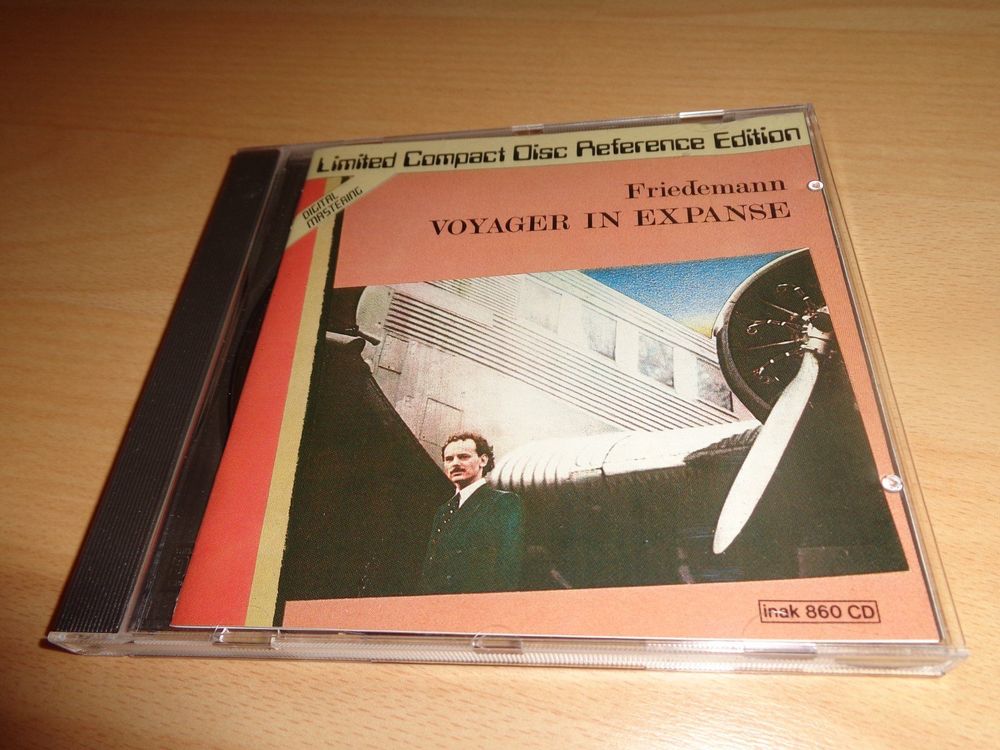 Limited Compact Disc Reference Edition
DIGITAL
MASTERING
Friedemann
VOYAGER IN EXPANSE
inak 860 CD